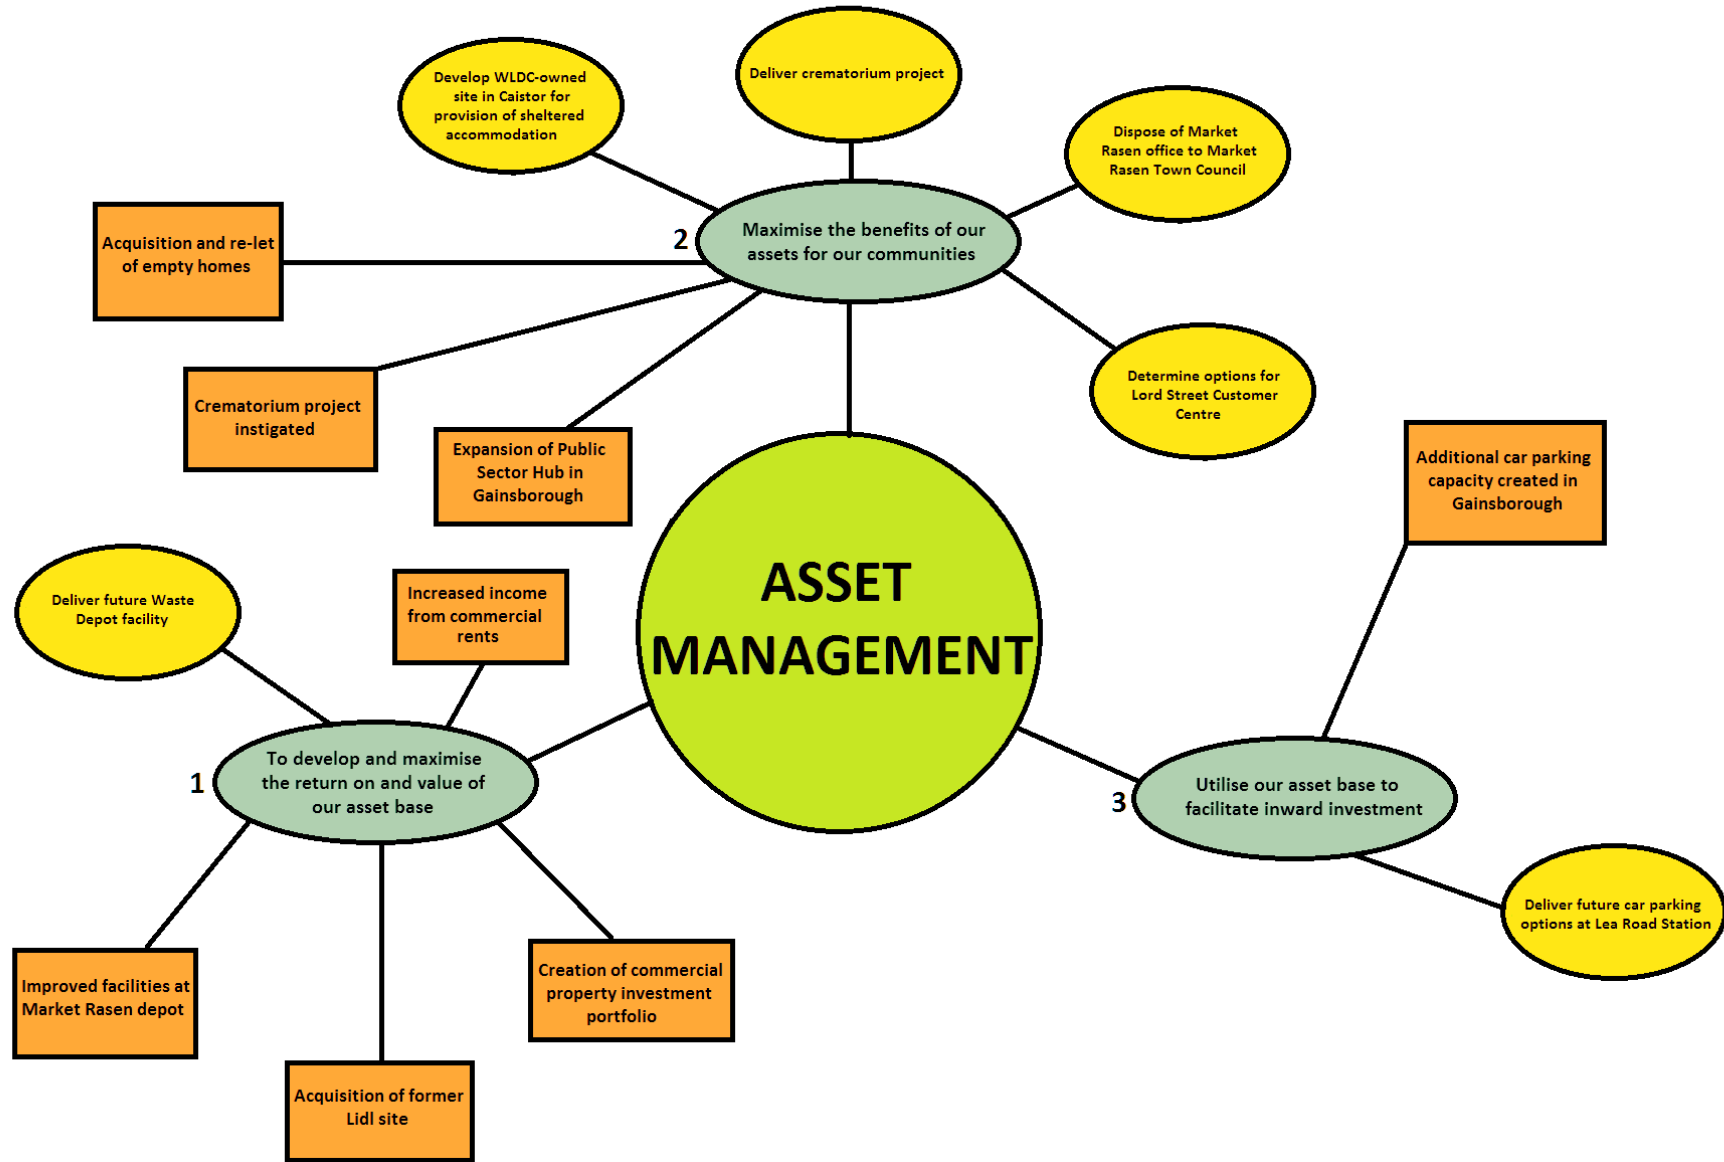 Deliver crematorium project
Develop WLDC-owned
site in Caistor for
provision of sheltered
accommodation
Dispose of Market
Rasen office to Market
Rasen Town Council
Acquisition and re-let
of empty homes
2
Maximise the benefits of our
assets for our communities
Crematorium project
instigated
Expansion of Public
Sector Hub in
Gainsborough
Determine options for
Lord Street Customer
Centre
Additional car parking
capacity created in
Gainsborough
ASSET
MANAGEMENT
Deliver future Waste
Depot facility
Increased income
from commercial
rents
1
To develop and maximise
the return on and value of
our asset base
3
Utilise our asset base to
facilitate inward investment
Deliver future car parking
options at Lea Road Station
Improved facilities at
Market Rasen depot
Creation of commercial
property investment
portfolio
Acquisition of former
Lidl site